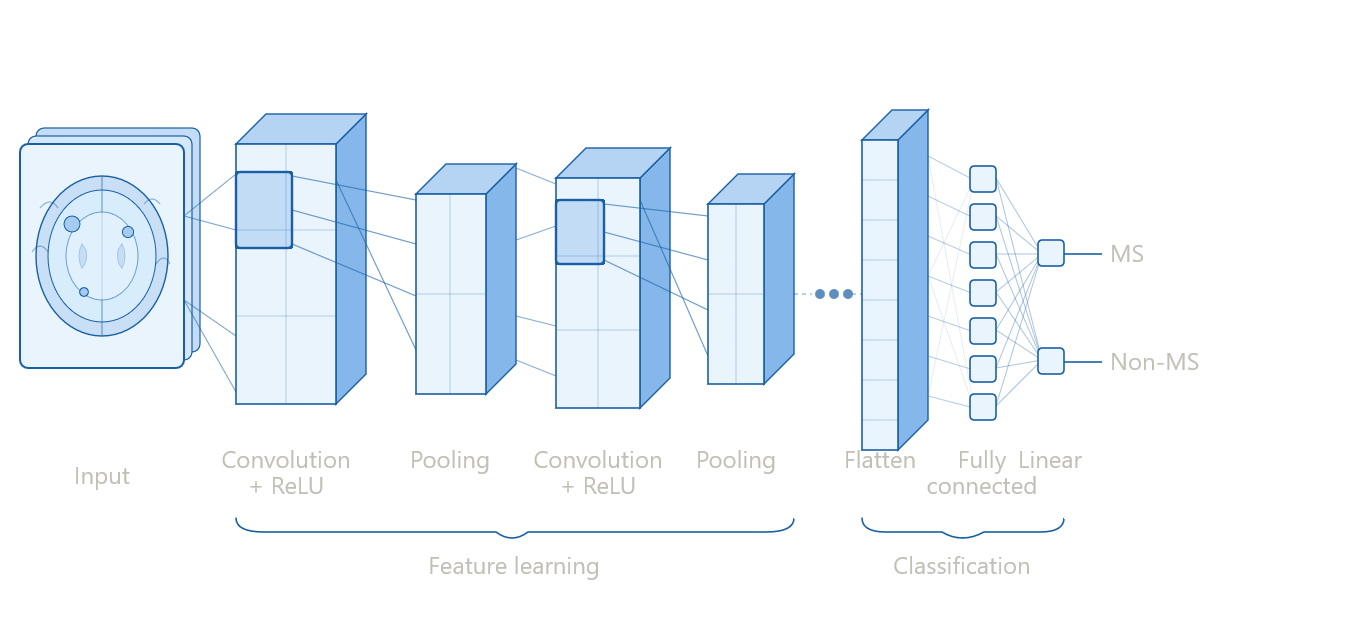 MS
Non-MS
Input
Convolution
+ ReLU
Pooling
Convolution
+ ReLU
Pooling
Flatten
Fully
connected
Linear
Feature learning
Classification